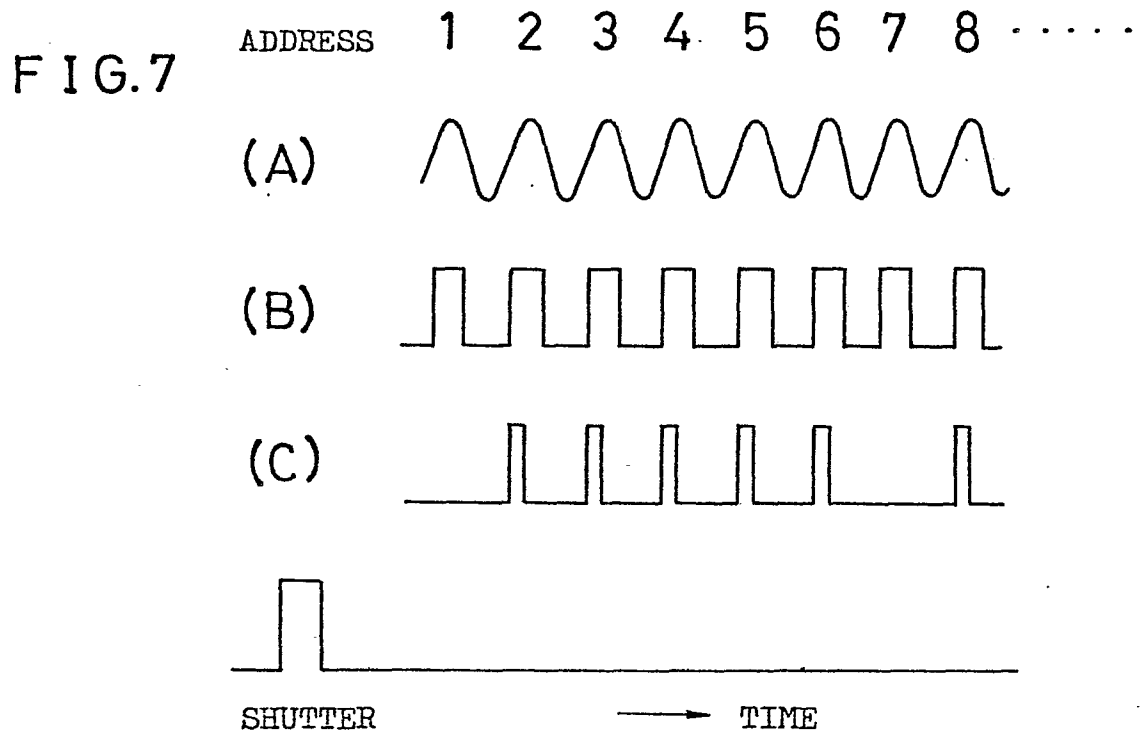 FIG.7
ADDRESS 1 2 3 4 5 6 7 8 ·····
(A)
(B)
(C)
SHUTTER → TIME